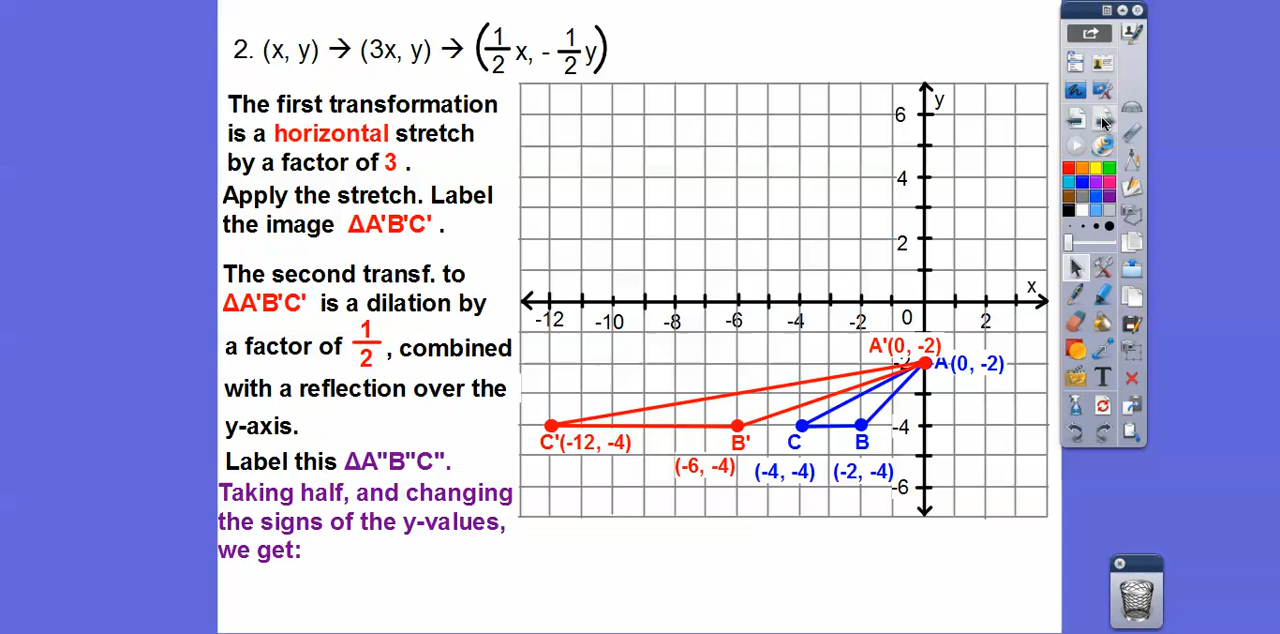 2. (x, y) → (3x, y) → (1/2 x, - 1/2 y)
The first transformation
is a horizontal stretch
by a factor of 3 .
Apply the stretch. Label
the image ΔA'B'C' .
The second transf. to
ΔA'B'C' is a dilation by
a factor of 1/2 , combined
with a reflection over the
y-axis.
Label this ΔA"B"C".
Taking half, and changing
the signs of the y-values,
we get:
y
6
4
2
x
-12 -10 -8 -6 -4 -2 0 2
A'(0, -2)
-2 A(0, -2)
-4
C'(-12, -4) B' C B
(-6, -4) (-4, -4) (-2, -4)
-6
T